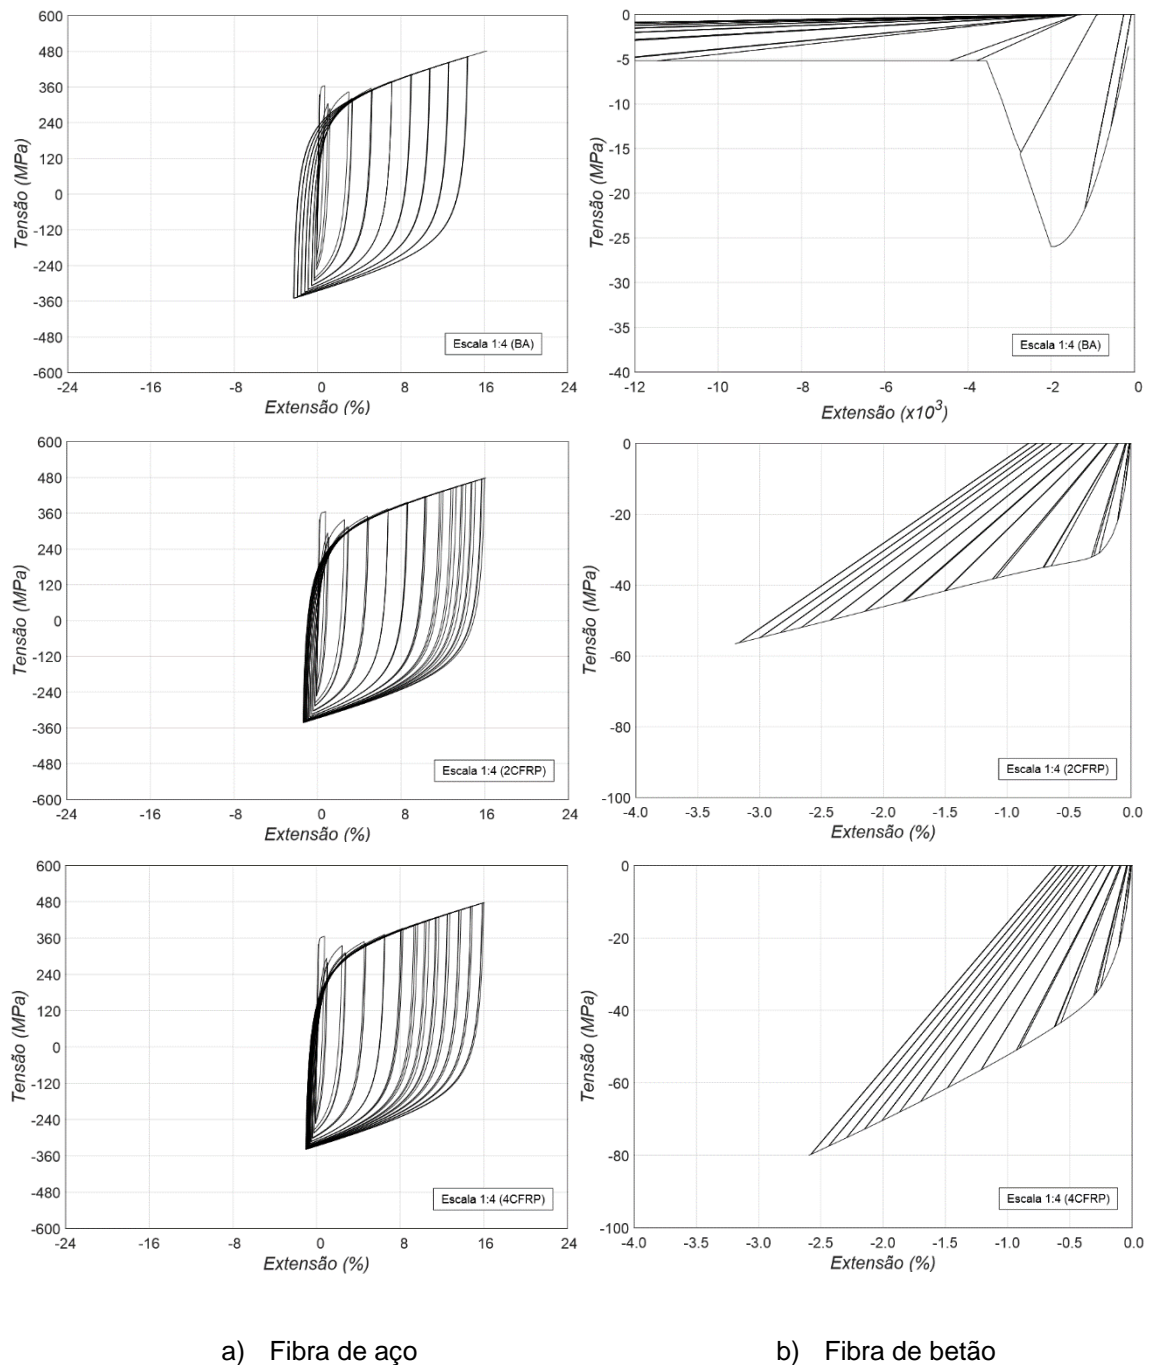 600
480
360
240
120
0
-120
-240
-360
-480
-600
Tensão (MPa)
Escala 1:4 (BA)
-24 -16 -8 0 8 16 24
Extensão (%)
0
-5
-10
-15
-20
-25
-30
-35
-40
Tensão (MPa)
Escala 1:4 (BA)
-12 -10 -8 -6 -4 -2 0
Extensão (x10³)
600
480
360
240
120
0
-120
-240
-360
-480
-600
Tensão (MPa)
Escala 1:4 (2CFRP)
-24 -16 -8 0 8 16 24
Extensão (%)
0
-20
-40
-60
-80
-100
Tensão (MPa)
Escala 1:4 (2CFRP)
-4.0 -3.5 -3.0 -2.5 -2.0 -1.5 -1.0 -0.5 0.0
Extensão (%)
600
480
360
240
120
0
-120
-240
-360
-480
-600
Tensão (MPa)
Escala 1:4 (4CFRP)
-24 -16 -8 0 8 16 24
Extensão (%)
0
-20
-40
-60
-80
-100
Tensão (MPa)
Escala 1:4 (4CFRP)
-4.0 -3.5 -3.0 -2.5 -2.0 -1.5 -1.0 -0.5 0.0
Extensão (%)
a) Fibra de aço
b) Fibra de betão